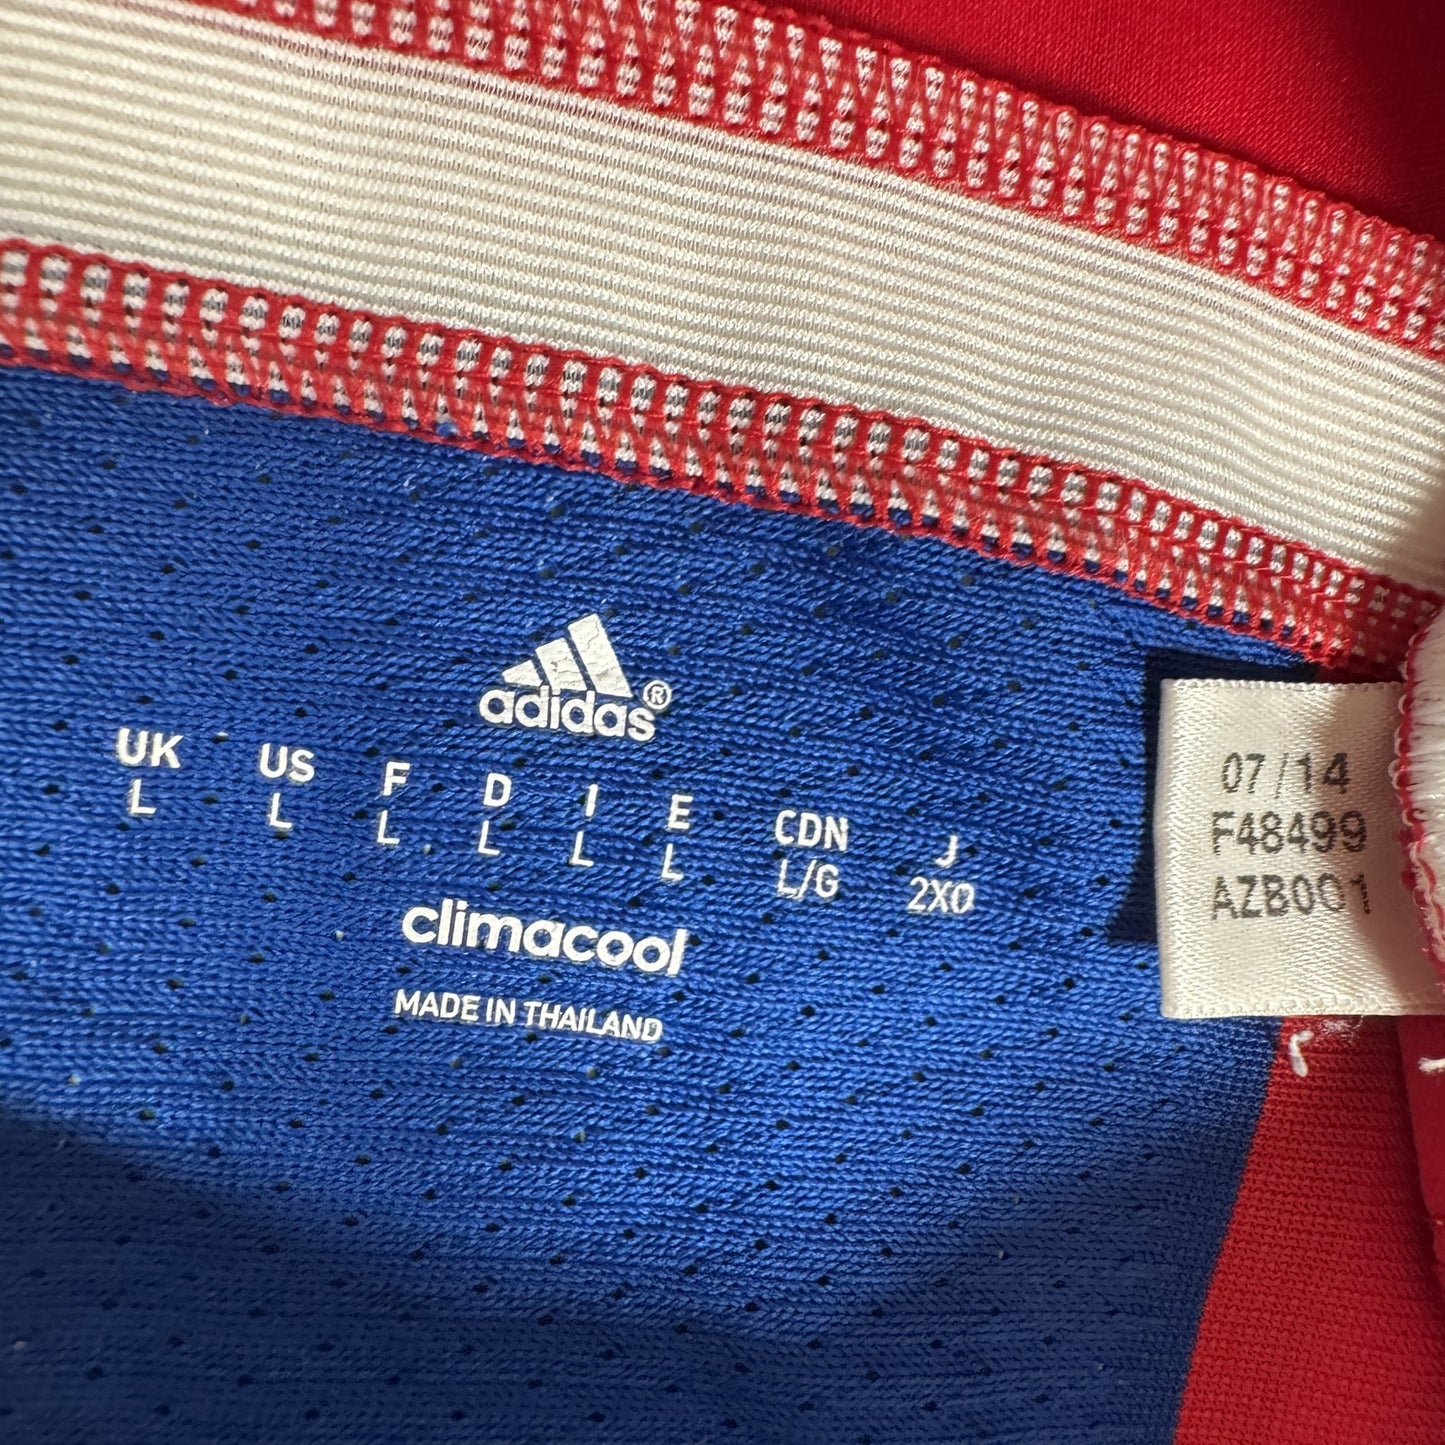 adidas®
UK US F D I E CDN J
L L L L L L L/G 2XO
climacool
MADE IN THAILAND
07/14
F48499
AZB001